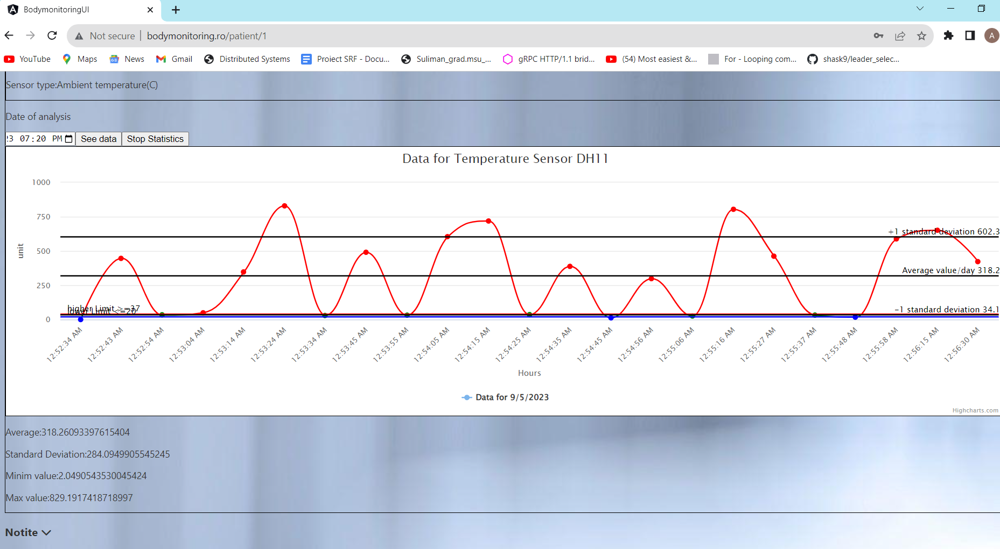 BodymonitoringUI
Not secure | bodymonitoring.ro/patient/1
A
YouTube Maps News Gmail Distributed Systems Proiect SRF - Docu... Suliman_grad.msu_... gRPC HTTP/1.1 brid... (54) Most easiest &... For - Looping com... shask9/leader_selec...
Sensor type:Ambient temperature(C)
Date of analysis
23 07:20 PM See data Stop Statistics
Data for Temperature Sensor DH11
1000
750
+1 standard deviation 602.3
500
unit
Average value/day 318.2
250
higher Limit >=37
lower Limit <=20
-1 standard deviation 34.1
0
12:52:34 AM 12:52:43 AM 12:52:54 AM 12:53:04 AM 12:53:14 AM 12:53:24 AM 12:53:34 AM 12:53:45 AM 12:53:55 AM 12:54:05 AM 12:54:15 AM 12:54:25 AM 12:54:35 AM 12:54:45 AM 12:54:56 AM 12:55:06 AM 12:55:16 AM 12:55:27 AM 12:55:37 AM 12:55:48 AM 12:55:58 AM 12:56:15 AM 12:56:30 AM
Hours
Data for 9/5/2023
Highcharts.com
Average:318.26093397615404
Standard Deviation:284.0949905545245
Minim value:2.0490543530045424
Max value:829.1917418718997
Notite